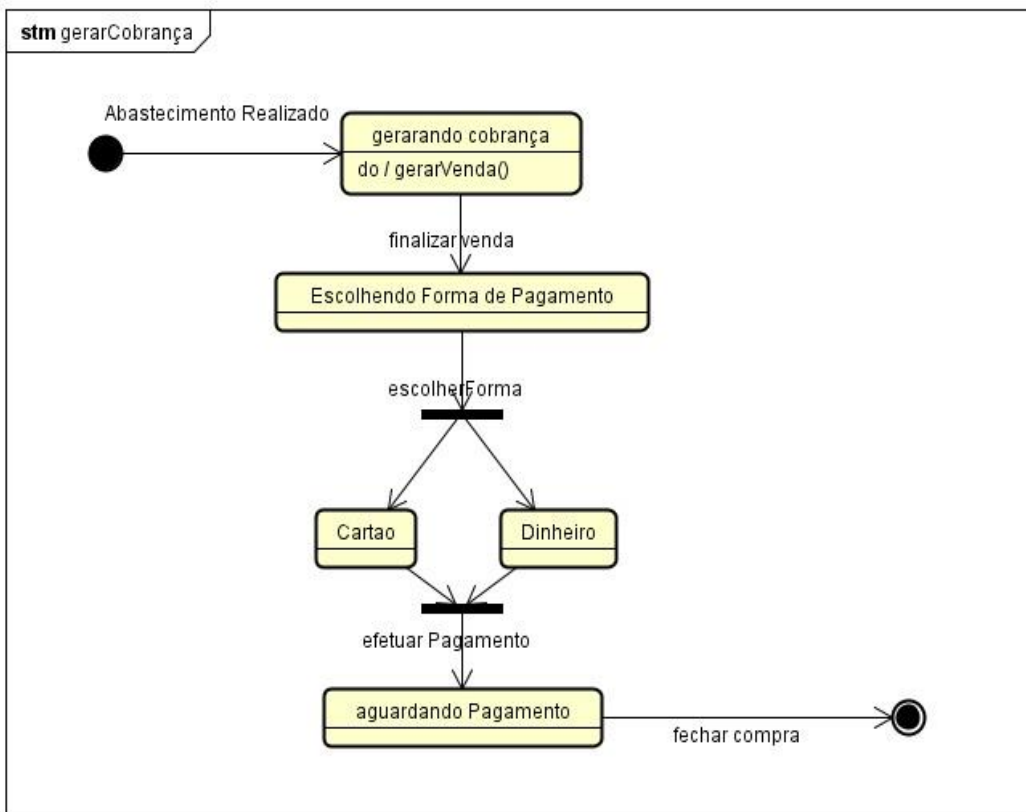 stm gerarCobrança
Abastecimento Realizado
gerarando cobrança
do / gerarVenda()
finalizar venda
Escolhendo Forma de Pagamento
escolherForma
Cartao
Dinheiro
efetuar Pagamento
aguardando Pagamento
fechar compra